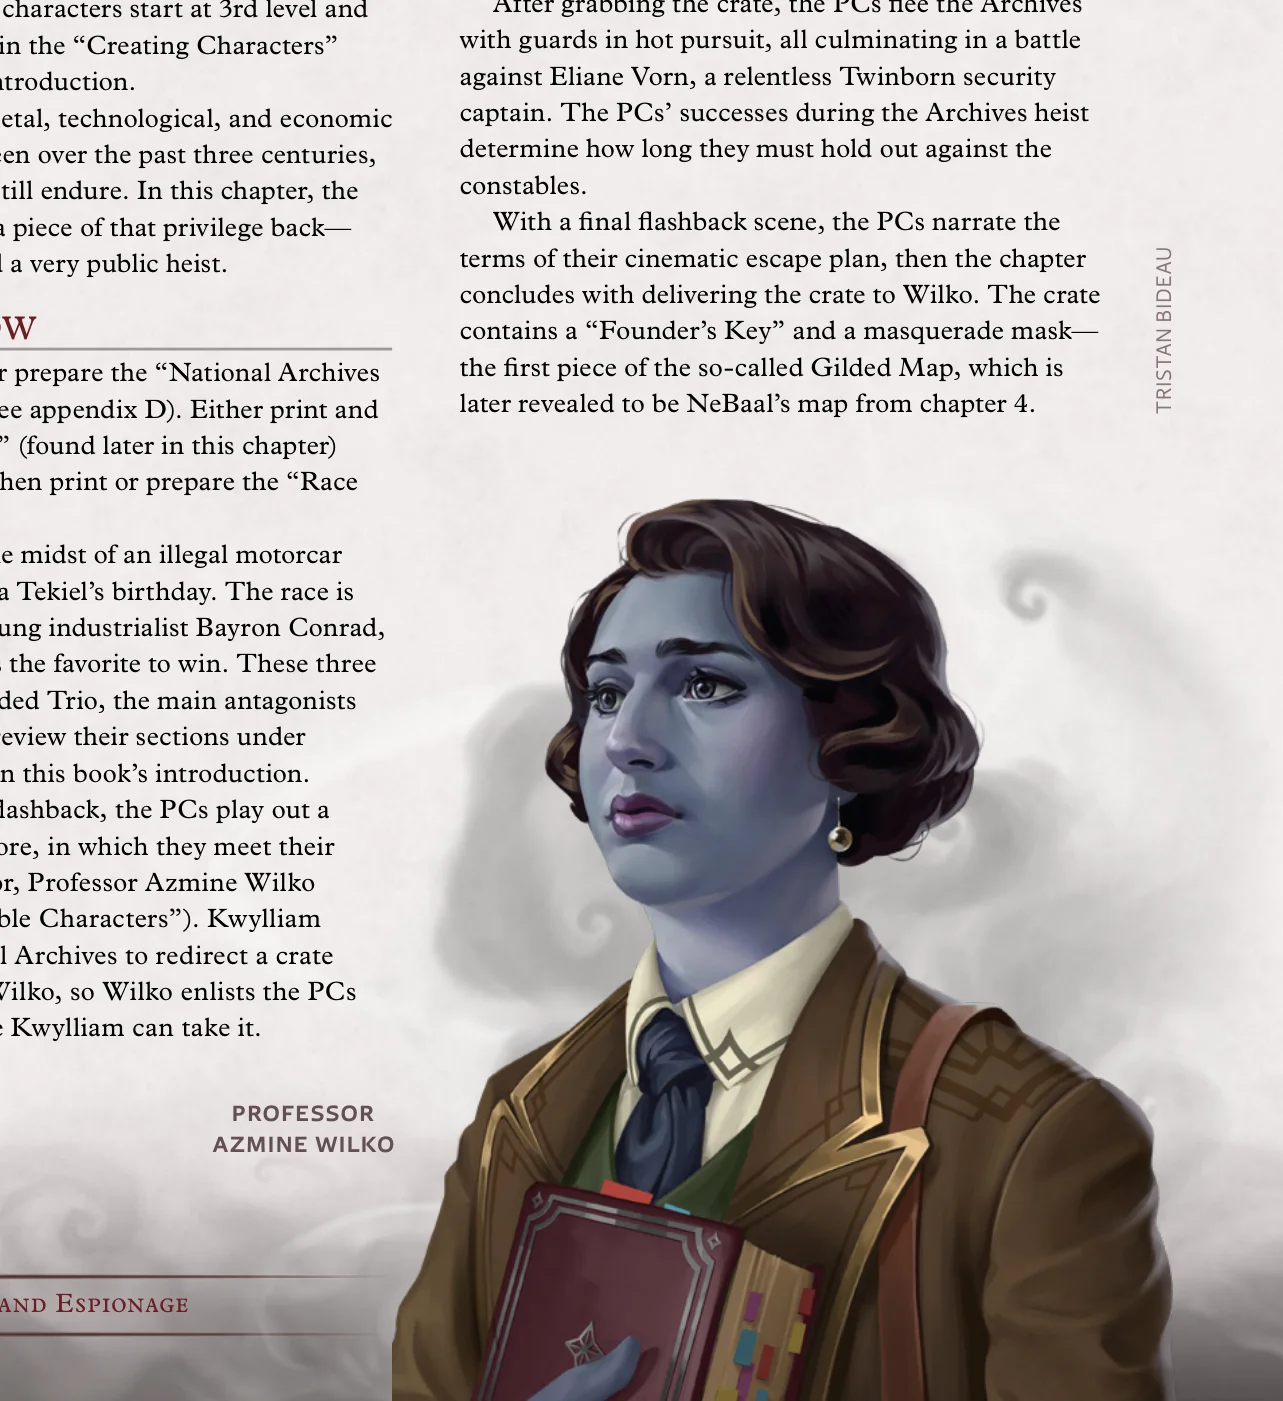 characters start at 3rd level and
in the “Creating Characters”
ntroduction.
etal, technological, and economic
een over the past three centuries,
till endure. In this chapter, the
a piece of that privilege back—
l a very public heist.
ow
r prepare the “National Archives
ee appendix D). Either print and
” (found later in this chapter)
hen print or prepare the “Race
e midst of an illegal motorcar
a Tekiel’s birthday. The race is
ung industrialist Bayron Conrad,
s the favorite to win. These three
ded Trio, the main antagonists
review their sections under
n this book’s introduction.
flashback, the PCs play out a
ore, in which they meet their
or, Professor Azmine Wilko
ble Characters”). Kwylliam
l Archives to redirect a crate
Wilko, so Wilko enlists the PCs
e Kwylliam can take it.
PROFESSOR
AZMINE WILKO
AND ESPIONAGE
After grabbing the crate, the PCs flee the Archives
with guards in hot pursuit, all culminating in a battle
against Eliane Vorn, a relentless Twinborn security
captain. The PCs’ successes during the Archives heist
determine how long they must hold out against the
constables.
With a final flashback scene, the PCs narrate the
terms of their cinematic escape plan, then the chapter
concludes with delivering the crate to Wilko. The crate
contains a “Founder’s Key” and a masquerade mask—
the first piece of the so-called Gilded Map, which is
later revealed to be NeBaal’s map from chapter 4.
TRISTAN BIDEAU